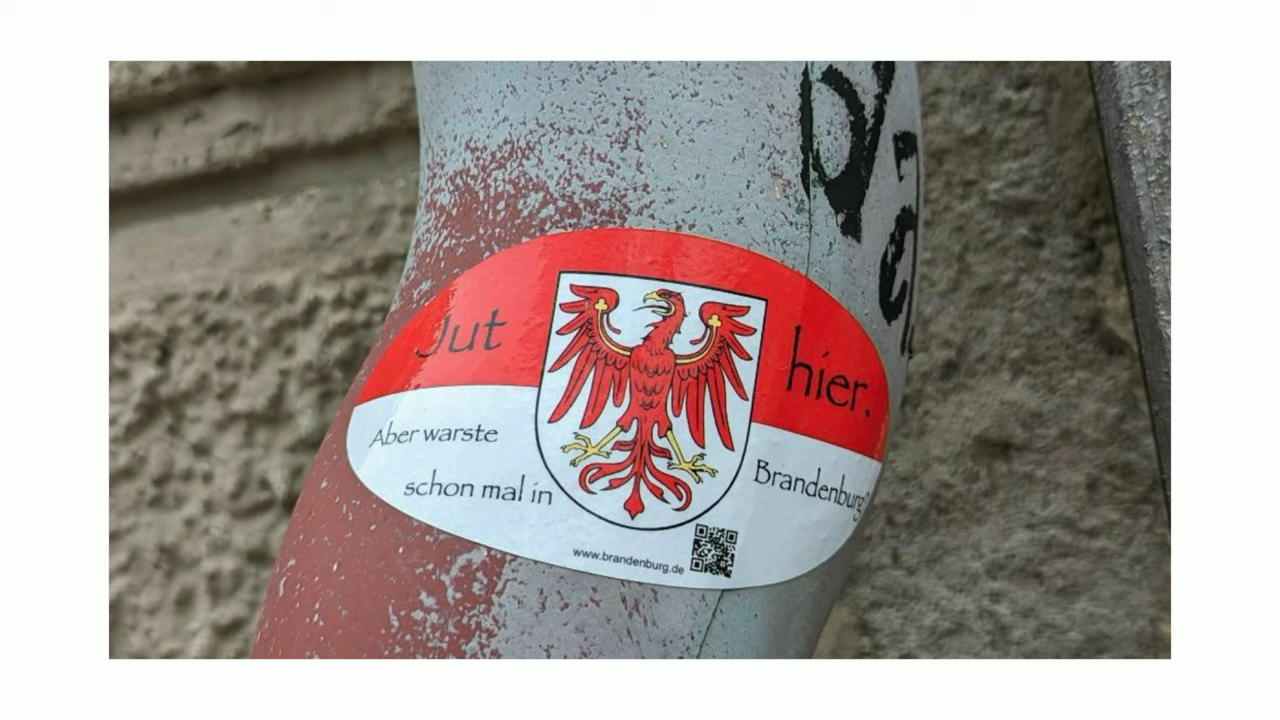 Jut hier.
Aber warste
schon mal in Brandenburg?
www.brandenburg.de